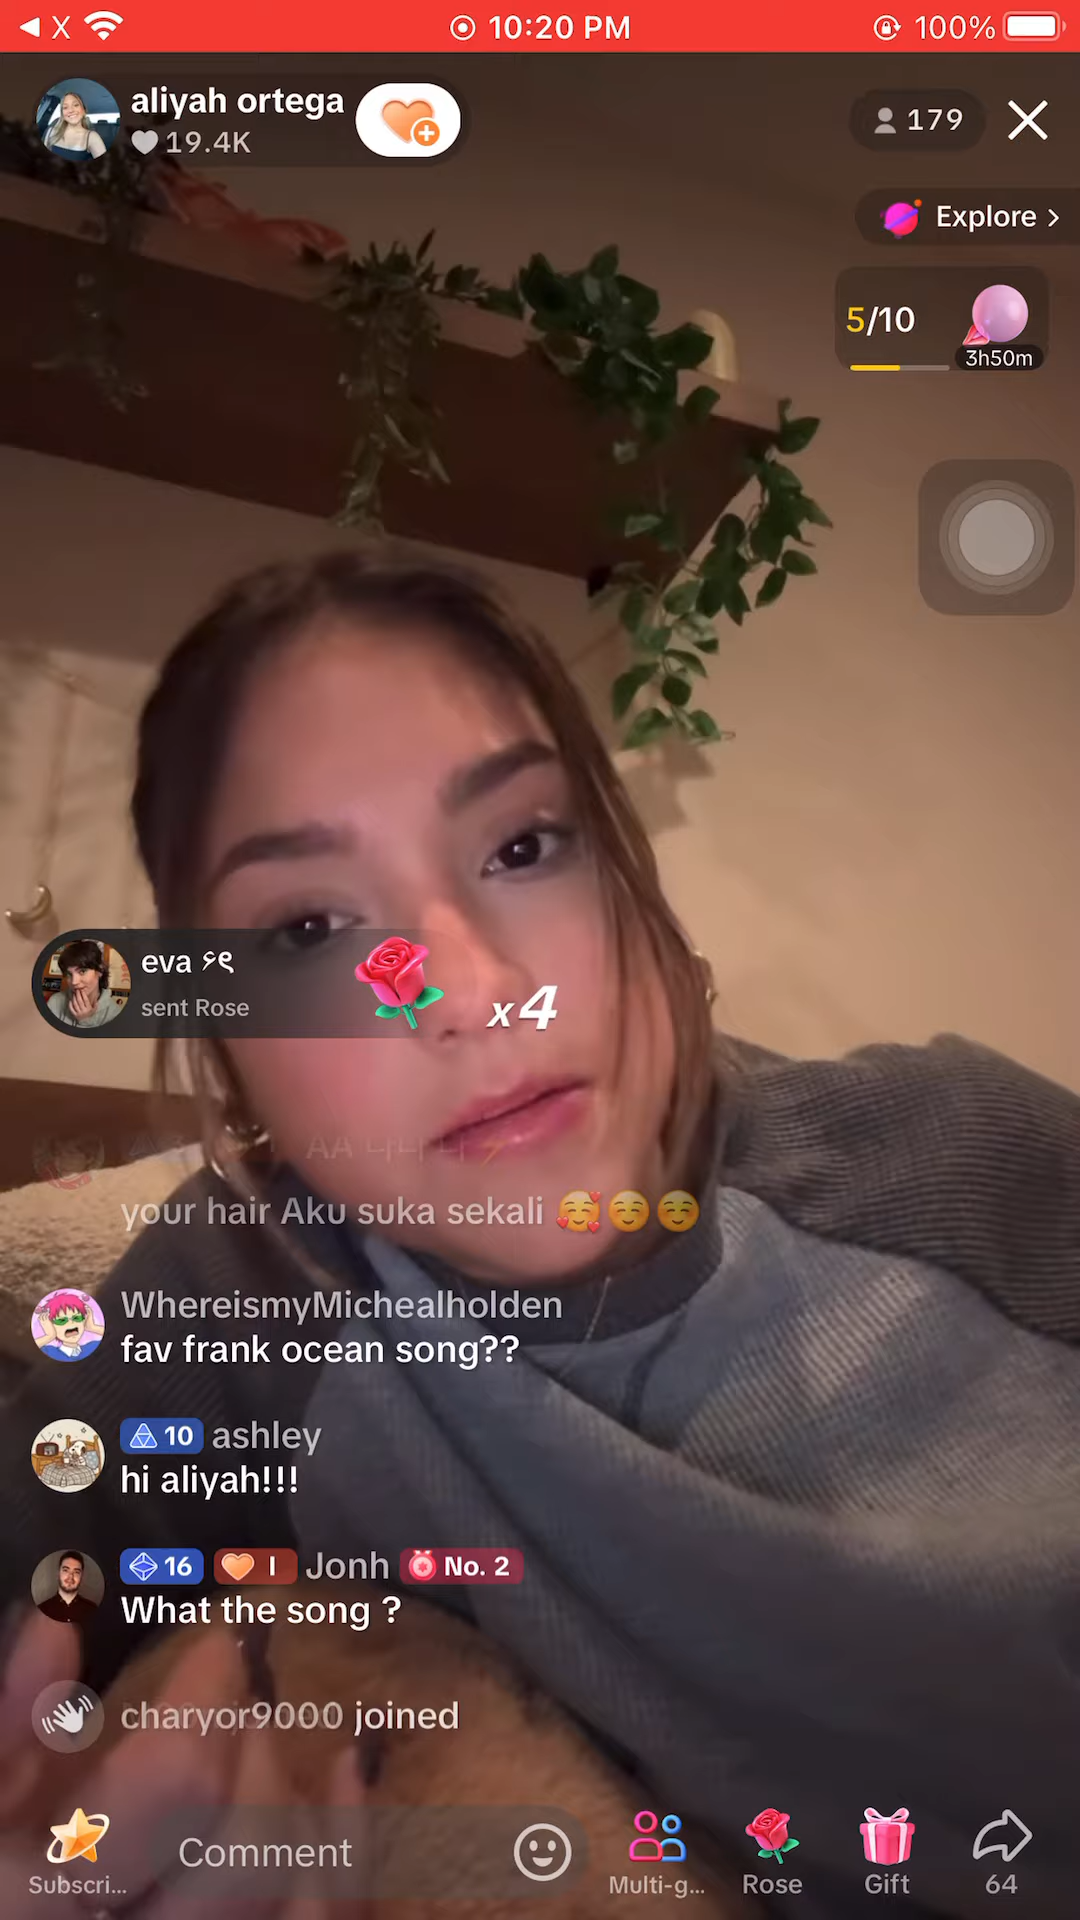 X
10:20 PM
100%
aliyah ortega
19.4K
179
Explore >
5/10
3h50m
eva
sent Rose
x4
your hair Aku suka sekali 🥰☺️☺️
WhereismyMichealholden
fav frank ocean song??
10 ashley
hi aliyah!!!
16 I Jonh No. 2
What the song ?
charyor9000 joined
Comment
Subscri...
Multi-g...
Rose
Gift
64